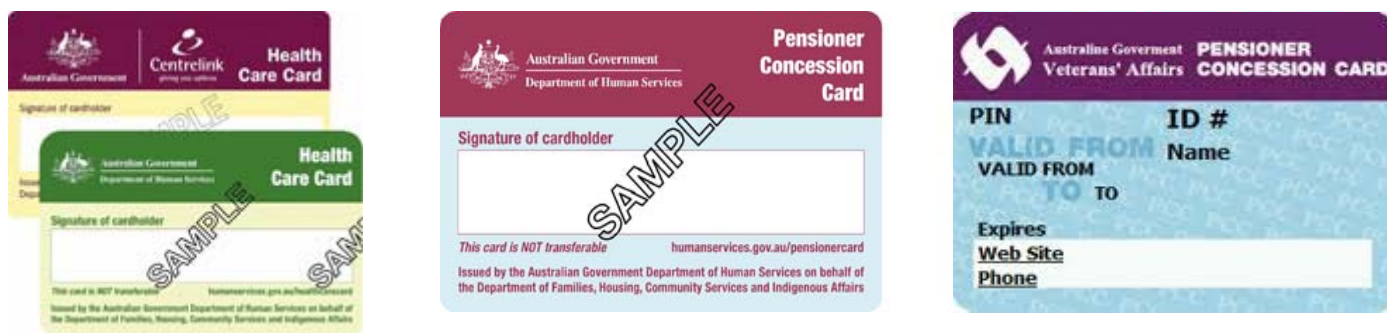 Australian Government
Centrelink
giving you options
Health
Care Card
Signature of cardholder
SAMPLE
Australian Government
Department of Human Services
Health
Care Card
Signature of cardholder
SAMPLE
SAMPLE
This card is NOT transferable
humanservices.gov.au/healthcarecard
Issued by the Australian Government Department of Human Services on behalf of
the Department of Families, Housing, Community Services and Indigenous Affairs
Australian Government
Department of Human Services
Pensioner
Concession
Card
Signature of cardholder
SAMPLE
This card is NOT transferable humanservices.gov.au/pensionercard
Issued by the Australian Government Department of Human Services on behalf of
the Department of Families, Housing, Community Services and Indigenous Affairs
Australine Goverment
Veterans' Affairs
PENSIONER
CONCESSION CARD
PIN
ID #
VALID FROM
Name
VALID FROM
TO
TO
Expires
Web Site
Phone